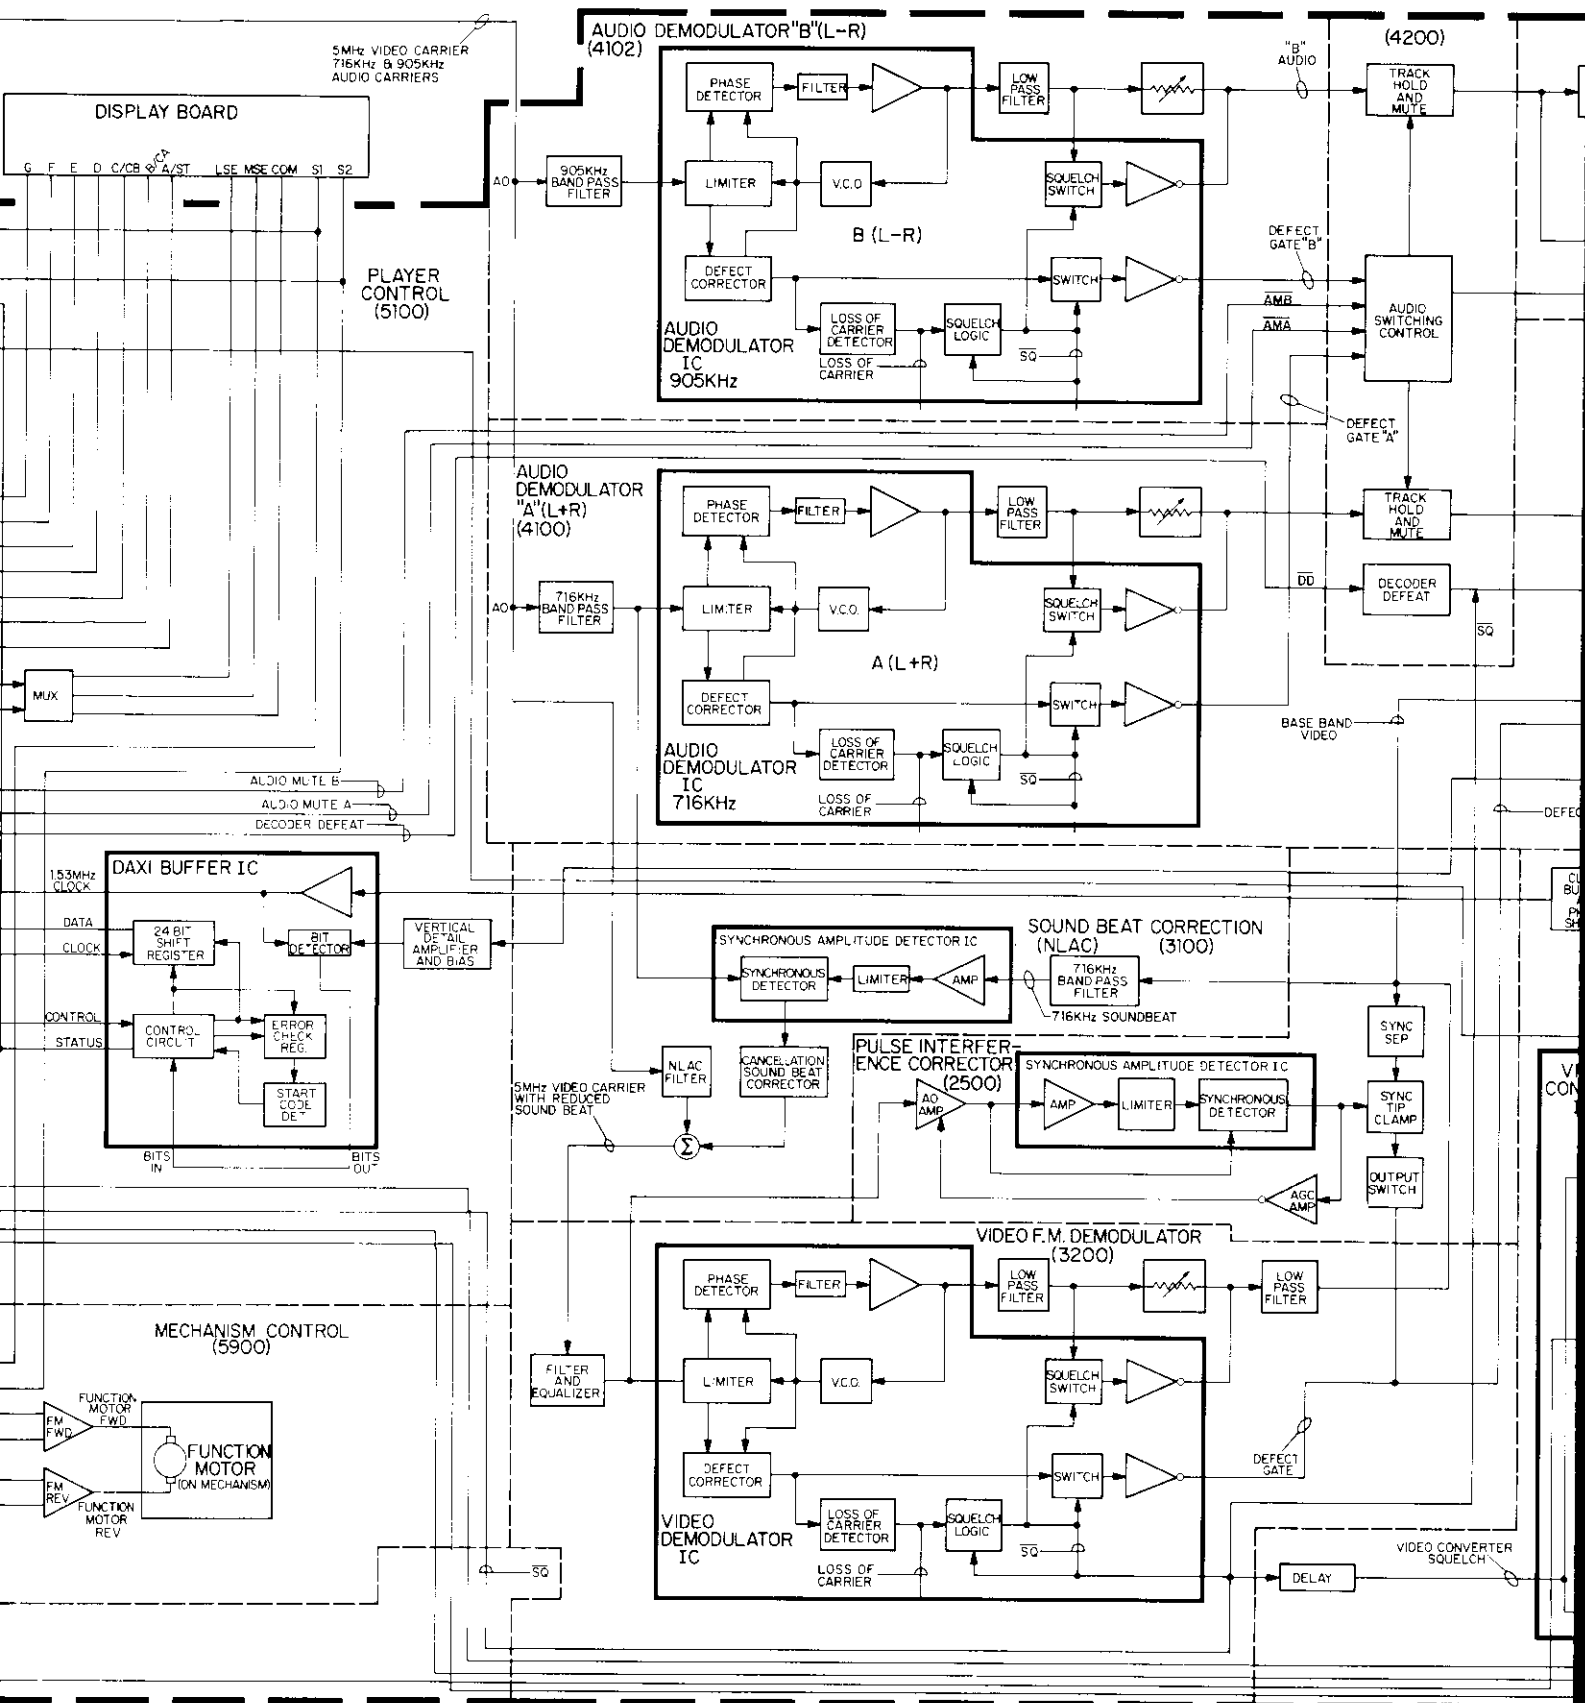 5MHz VIDEO CARRIER
716KHz & 905KHz
AUDIO CARRIERS
AUDIO DEMODULATOR "B"(L-R)
(4102)
"B"
AUDIO
(4200)
DISPLAY BOARD
G F E D C/CB B/CA A/ST LSE MSE COM S1 S2
PHASE
DETECTOR
FILTER
LOW
PASS
FILTER
TRACK
HOLD
AND
MUTE
AO
905KHz
BAND PASS
FILTER
LIMITER
V.C.O
SQUELCH
SWITCH
B (L-R)
DEFECT
GATE "B"
PLAYER
CONTROL
(5100)
DEFECT
CORRECTOR
SWITCH
AMB
AMA
AUDIO
SWITCHING
CONTROL
AUDIO
DEMODULATOR
IC
905KHz
LOSS OF
CARRIER
DETECTOR
SQUELCH
LOGIC
SQ
LOSS OF
CARRIER
DEFECT
GATE "A"
AUDIO
DEMODULATOR
"A"(L+R)
(4100)
PHASE
DETECTOR
FILTER
LOW
PASS
FILTER
TRACK
HOLD
AND
MUTE
AO
716KHz
BAND PASS
FILTER
LIMITER
V.C.O.
SQUELCH
SWITCH
DD
DECODER
DEFEAT
SQ
A (L+R)
MUX
DEFECT
CORRECTOR
SWITCH
BASE BAND
VIDEO
AUDIO
DEMODULATOR
IC
716KHz
LOSS OF
CARRIER
DETECTOR
SQUELCH
LOGIC
SQ
LOSS OF
CARRIER
AUDIO MUTE B
AUDIO MUTE A
DECODER DEFEAT
DEFEC
DAXI BUFFER IC
1.53MHz
CLOCK
DATA
CLOCK
24 BIT
SHIFT
REGISTER
BIT
DETECTOR
VERTICAL
DETAIL
AMPLIFIER
AND BIAS
CONTROL
STATUS
CONTROL
CIRCUIT
ERROR
CHECK
REG.
START
CODE
DET
BITS
IN
BITS
OUT
SOUND BEAT CORRECTION
(NLAC) (3100)
SYNCHRONOUS AMPLITUDE DETECTOR IC
SYNCHRONOUS
DETECTOR
LIMITER
AMP
716KHz
BAND PASS
FILTER
716KHz SOUNDBEAT
NLAC
FILTER
CANCELLATION
SOUND BEAT
CORRECTOR
5MHz VIDEO CARRIER
WITH REDUCED
SOUND BEAT
Σ
PULSE INTERFER-
ENCE CORRECTOR
(2500)
SYNCHRONOUS AMPLITUDE DETECTOR IC
AO
AMP
AMP
LIMITER
SYNCHRONOUS
DETECTOR
AGC
AMP
SYNC
SEP
SYNC
TIP
CLAMP
OUTPUT
SWITCH
CL
BU
A
PH
SH
VI
CON
VIDEO F.M. DEMODULATOR
(3200)
PHASE
DETECTOR
FILTER
LOW
PASS
FILTER
LOW
PASS
FILTER
MECHANISM CONTROL
(5900)
FILTER
AND
EQUALIZER
LIMITER
V.C.O.
SQUELCH
SWITCH
FUNCTION
MOTOR
FWD
FM
FWD
FUNCTION
MOTOR
(ON MECHANISM)
FM
REV
FUNCTION
MOTOR
REV
DEFECT
CORRECTOR
SWITCH
DEFECT
GATE
VIDEO
DEMODULATOR
IC
LOSS OF
CARRIER
DETECTOR
SQUELCH
LOGIC
SQ
LOSS OF
CARRIER
SQ
DELAY
VIDEO CONVERTER
SQUELCH